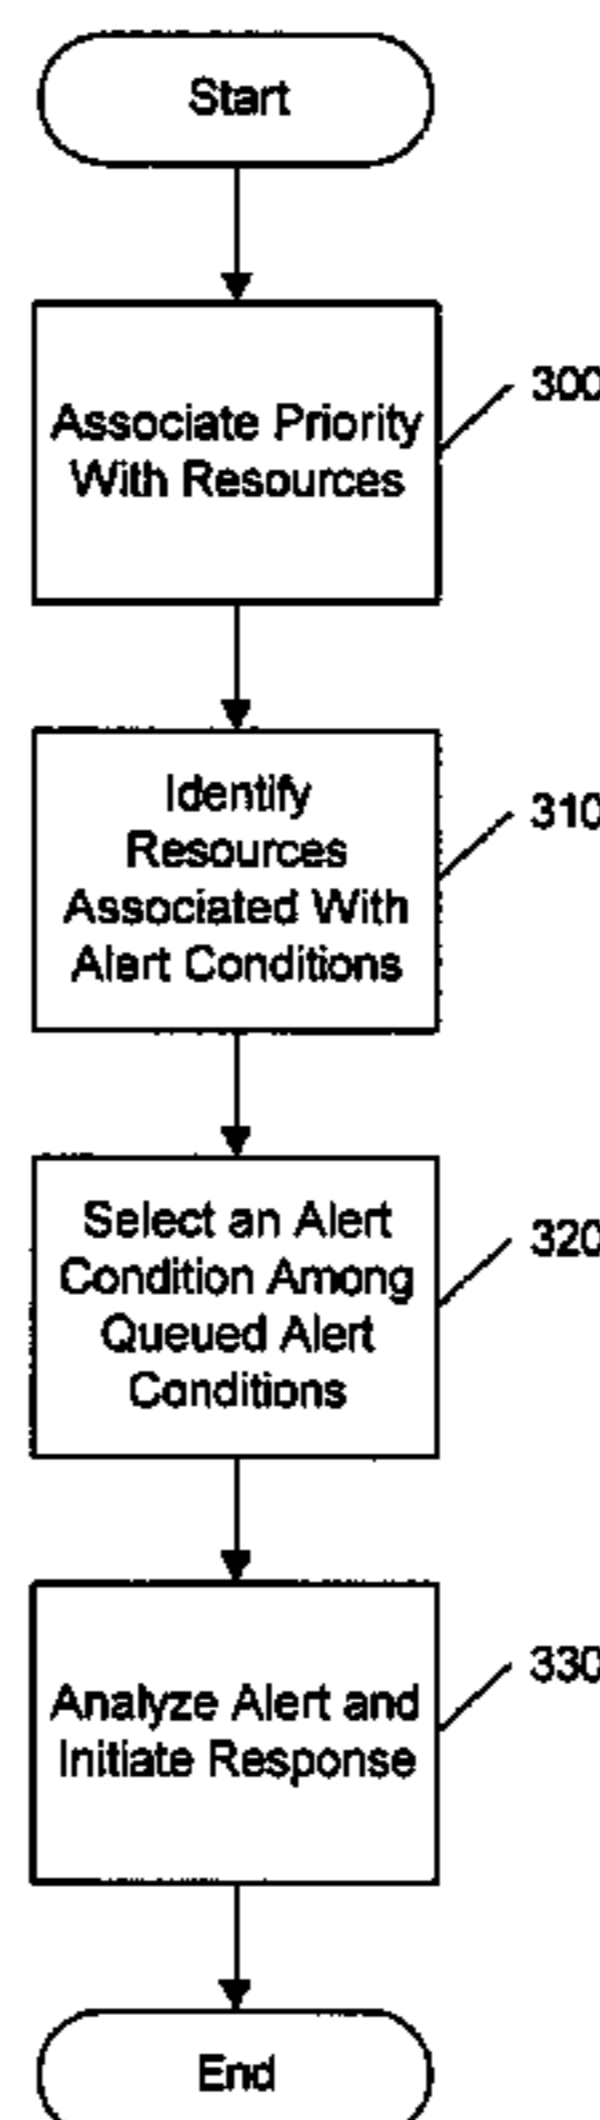 Start
Associate Priority
With Resources
300
Identify
Resources
Associated With
Alert Conditions
310
Select an Alert
Condition Among
Queued Alert
Conditions
320
Analyze Alert and
Initiate Response
330
End